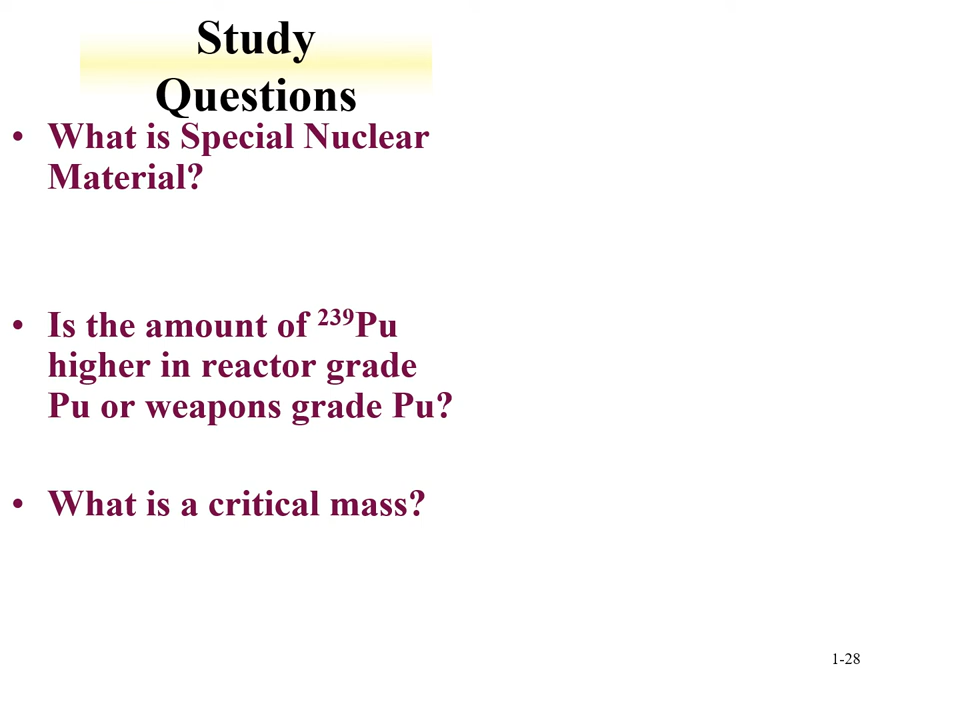 Study
Questions
• What is Special Nuclear
Material?
• Is the amount of ²³⁹Pu
higher in reactor grade
Pu or weapons grade Pu?
• What is a critical mass?
1-28